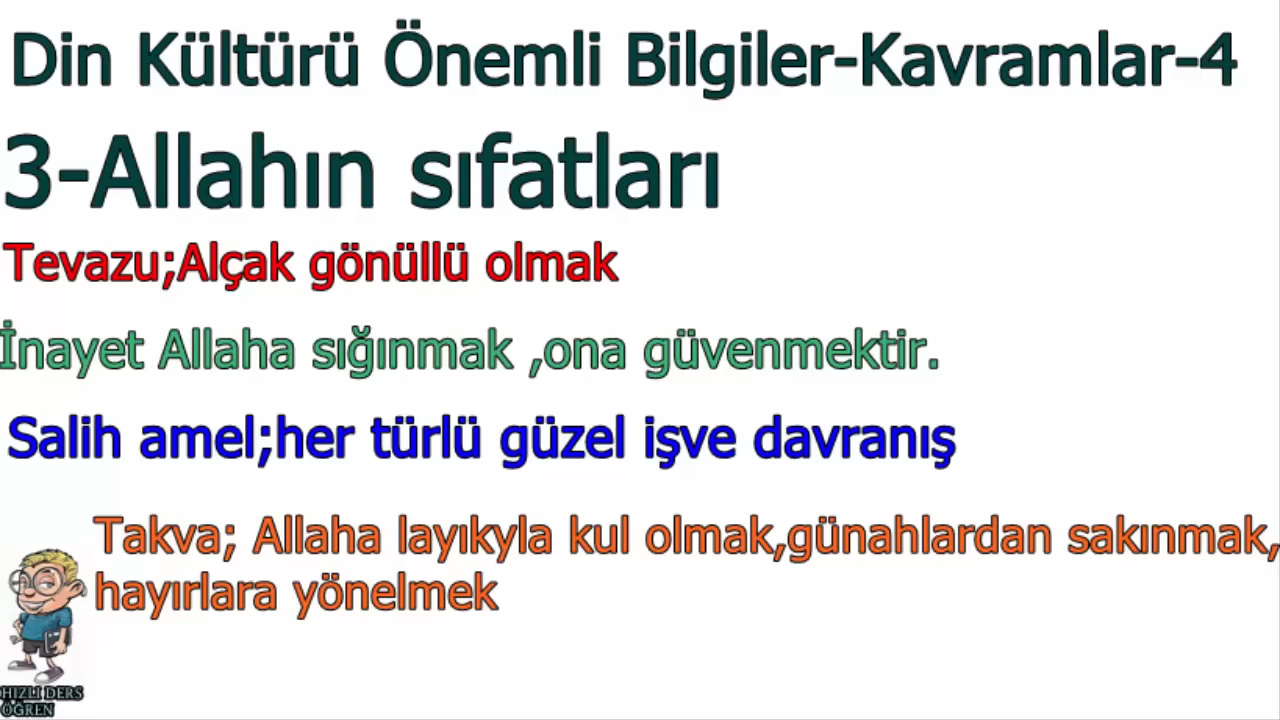 Din Kültürü Önemli Bilgiler-Kavramlar-4
3-Allahın sıfatları
Tevazu;Alçak gönüllü olmak
İnayet Allaha sığınmak ,ona güvenmektir.
Salih amel;her türlü güzel işve davranış
Takva; Allaha layıkyla kul olmak,günahlardan sakınmak,
hayırlara yönelmek
HIZLI DERS
ÖĞREN